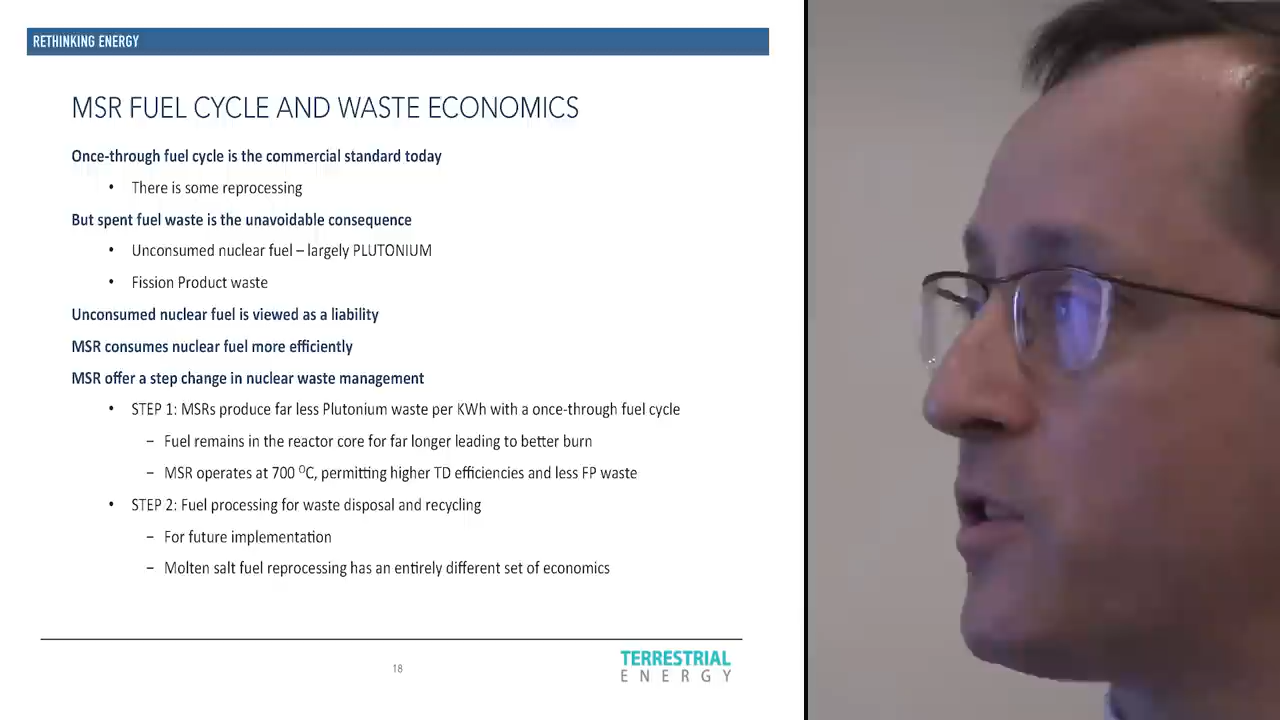 RETHINKING ENERGY
MSR FUEL CYCLE AND WASTE ECONOMICS
Once-through fuel cycle is the commercial standard today
• There is some reprocessing
But spent fuel waste is the unavoidable consequence
• Unconsumed nuclear fuel – largely PLUTONIUM
• Fission Product waste
Unconsumed nuclear fuel is viewed as a liability
MSR consumes nuclear fuel more efficiently
MSR offer a step change in nuclear waste management
• STEP 1: MSRs produce far less Plutonium waste per KWh with a once-through fuel cycle
– Fuel remains in the reactor core for far longer leading to better burn
– MSR operates at 700 ᴼC, permitting higher TD efficiencies and less FP waste
• STEP 2: Fuel processing for waste disposal and recycling
– For future implementation
– Molten salt fuel reprocessing has an entirely different set of economics
18
TERRESTRIAL
ENERGY